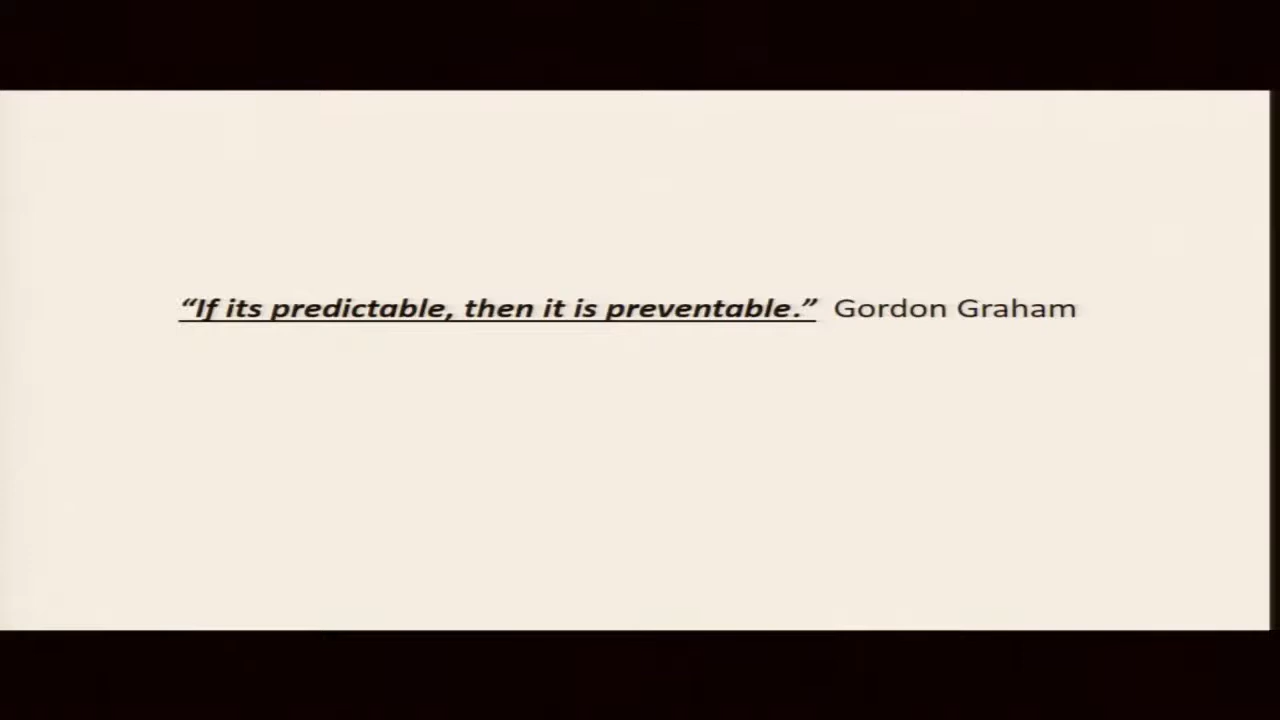 “If its predictable, then it is preventable.” Gordon Graham